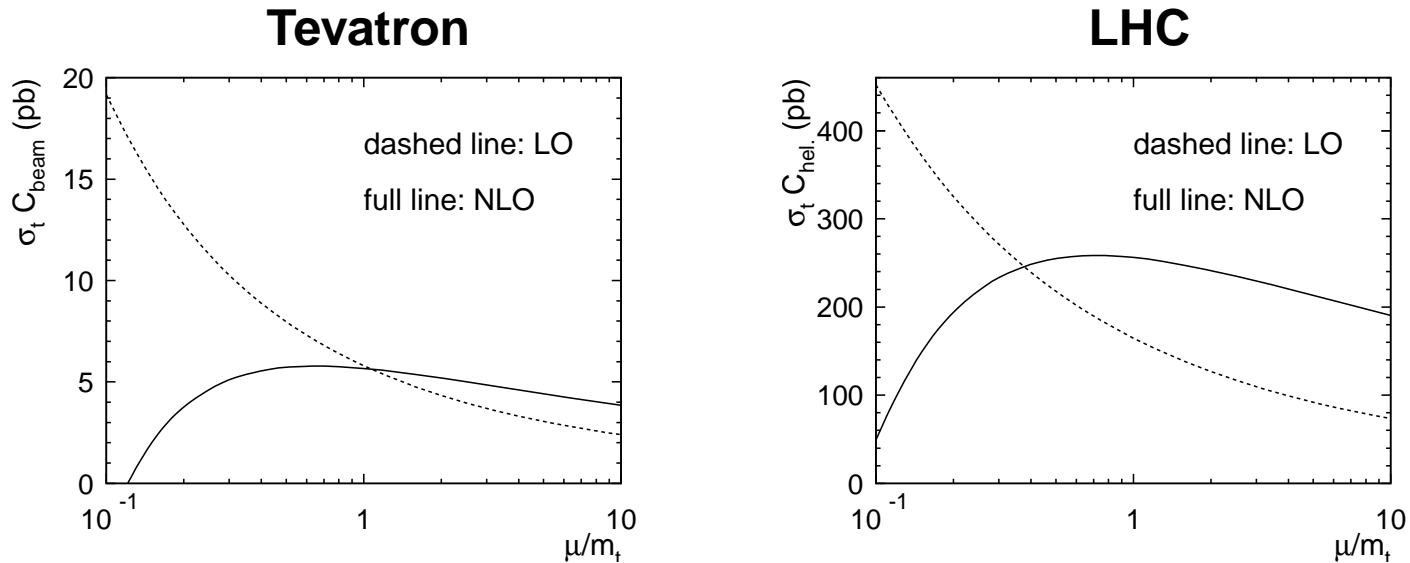 Tevatron
σt Cbeam (pb)
20
15
10
5
0
dashed line: LO
full line: NLO
10-1
1
10
μ/mt
LHC
σt Chel. (pb)
400
300
200
100
0
dashed line: LO
full line: NLO
10-1
1
10
μ/mt